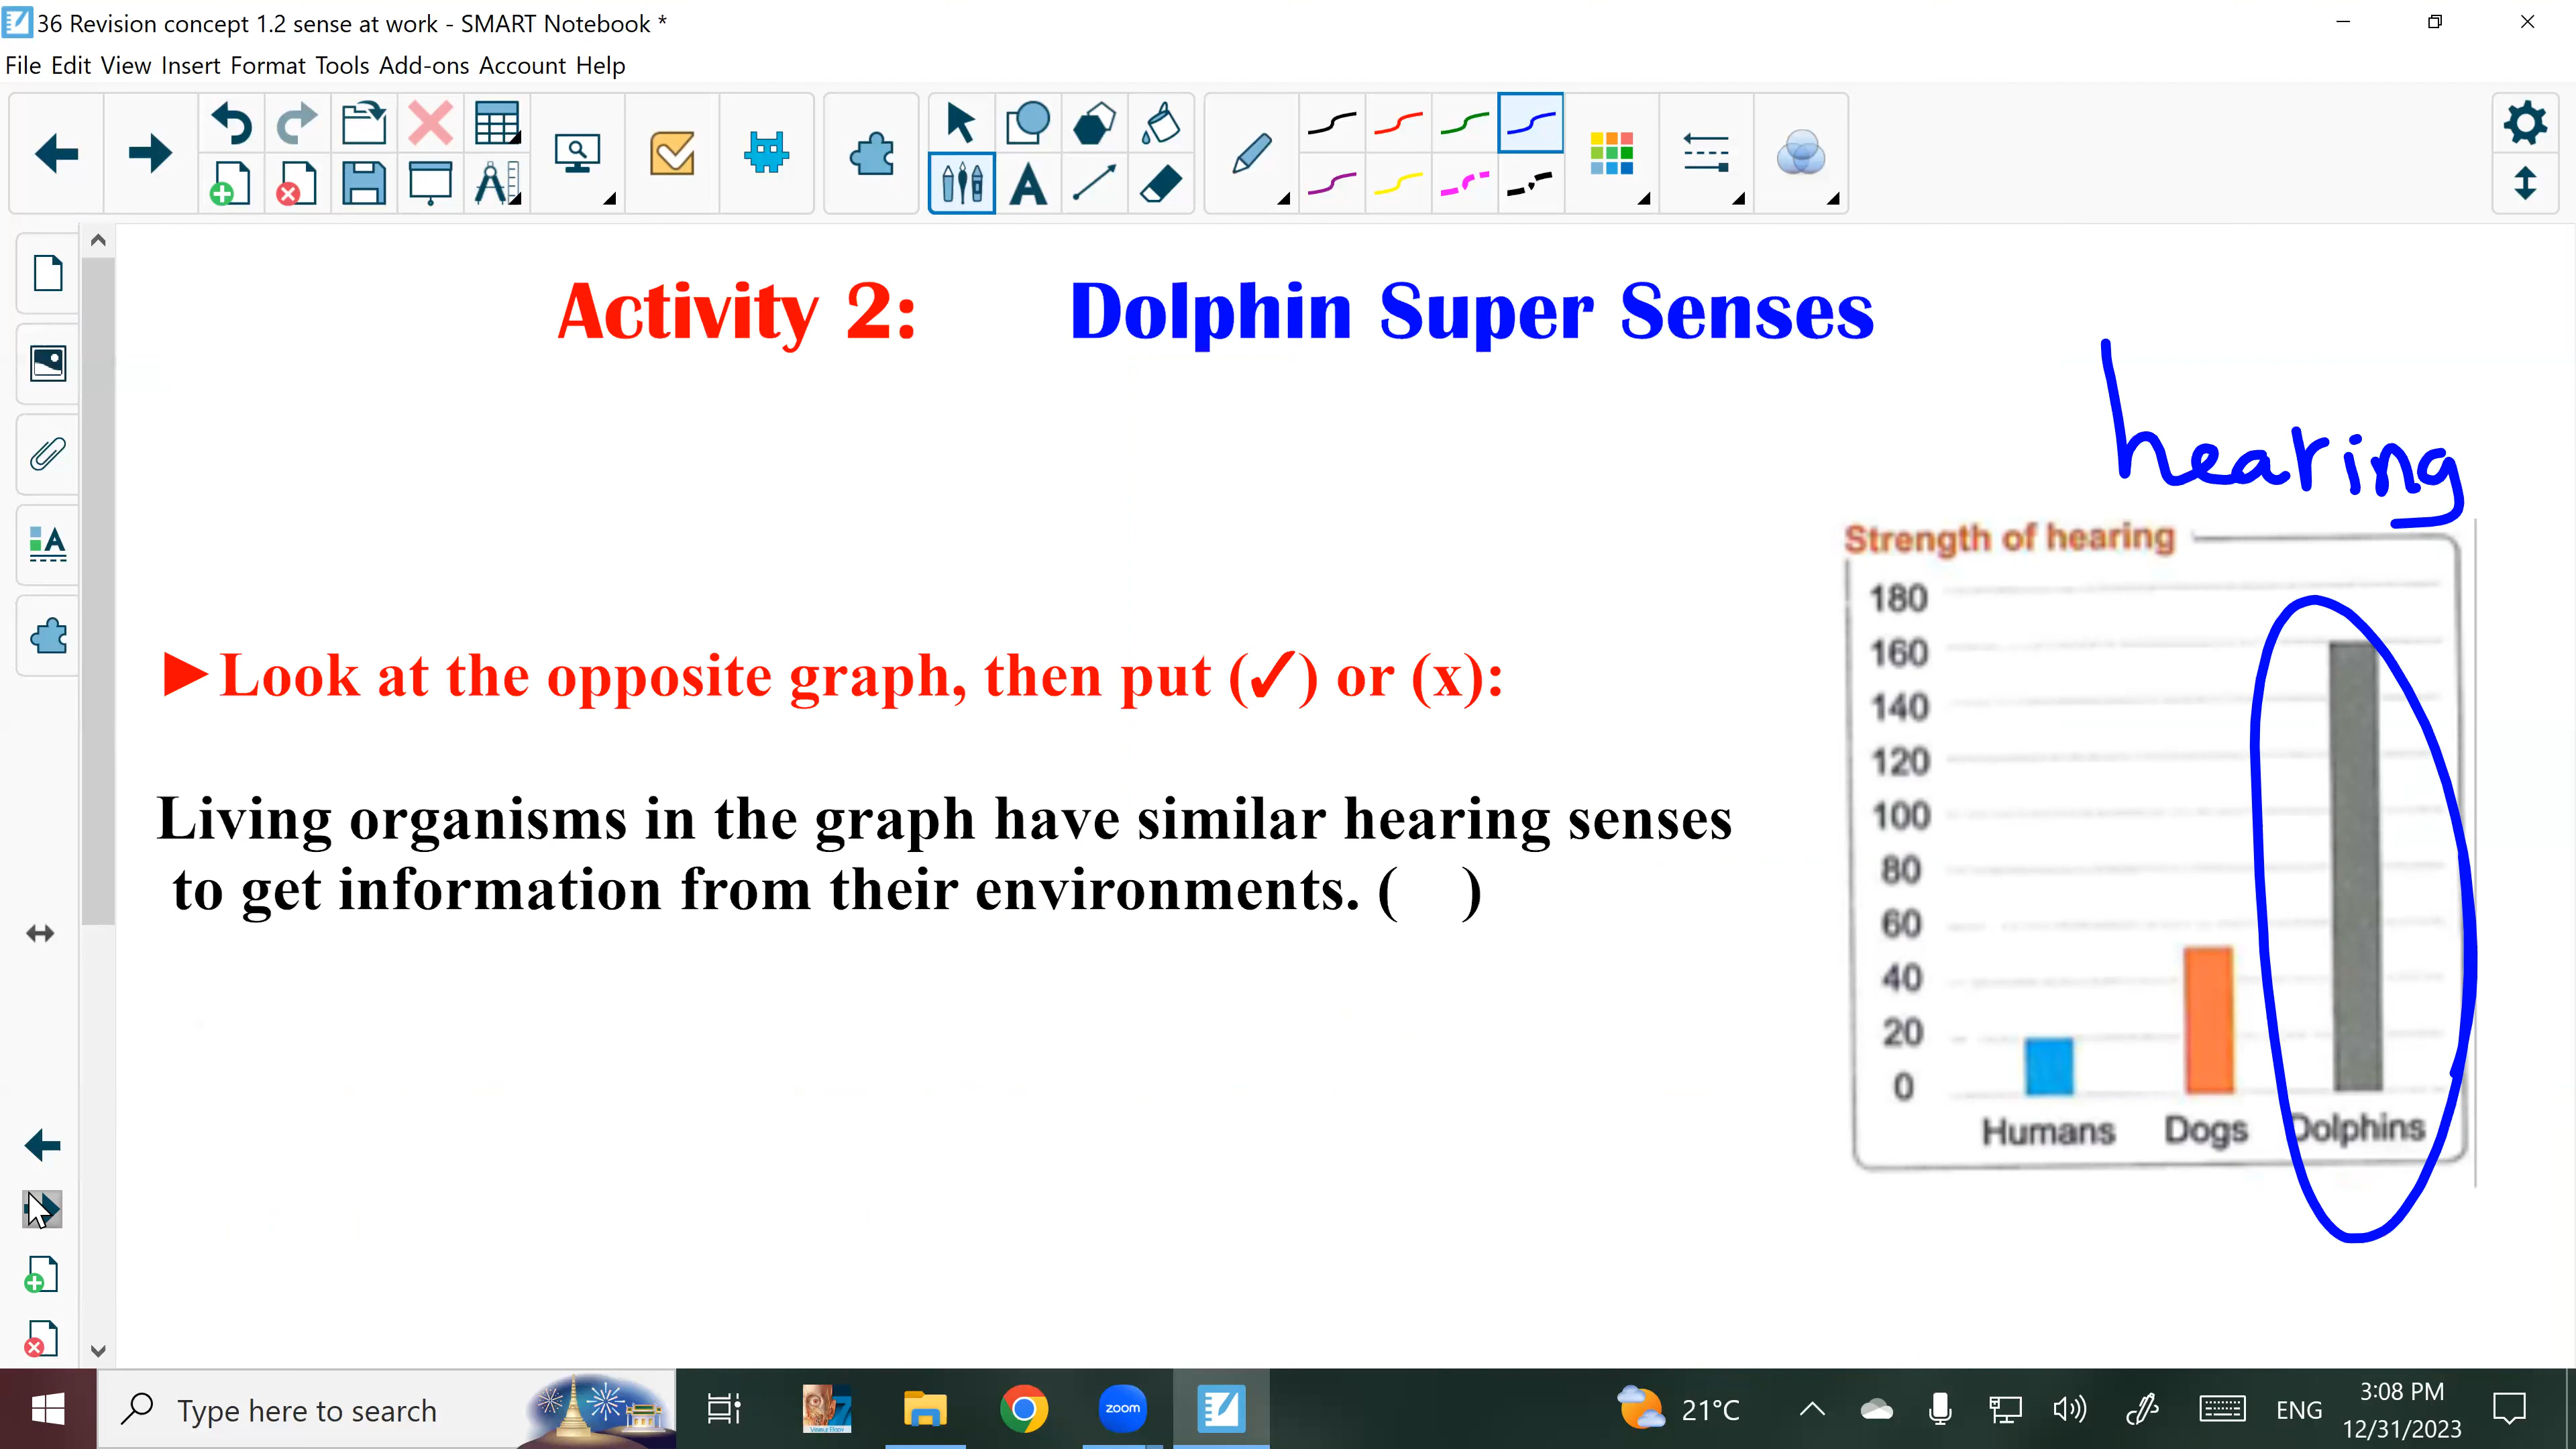 36 Revision concept 1.2 sense at work - SMART Notebook *
File Edit View Insert Format Tools Add-ons Account Help
Activity 2: Dolphin Super Senses
hearing
Strength of hearing
180
160
140
120
100
80
60
40
20
0
Humans Dogs Dolphins
►Look at the opposite graph, then put (✓) or (x):
Living organisms in the graph have similar hearing senses
to get information from their environments. ( )
Type here to search
zoom
21°C
ENG
3:08 PM
12/31/2023